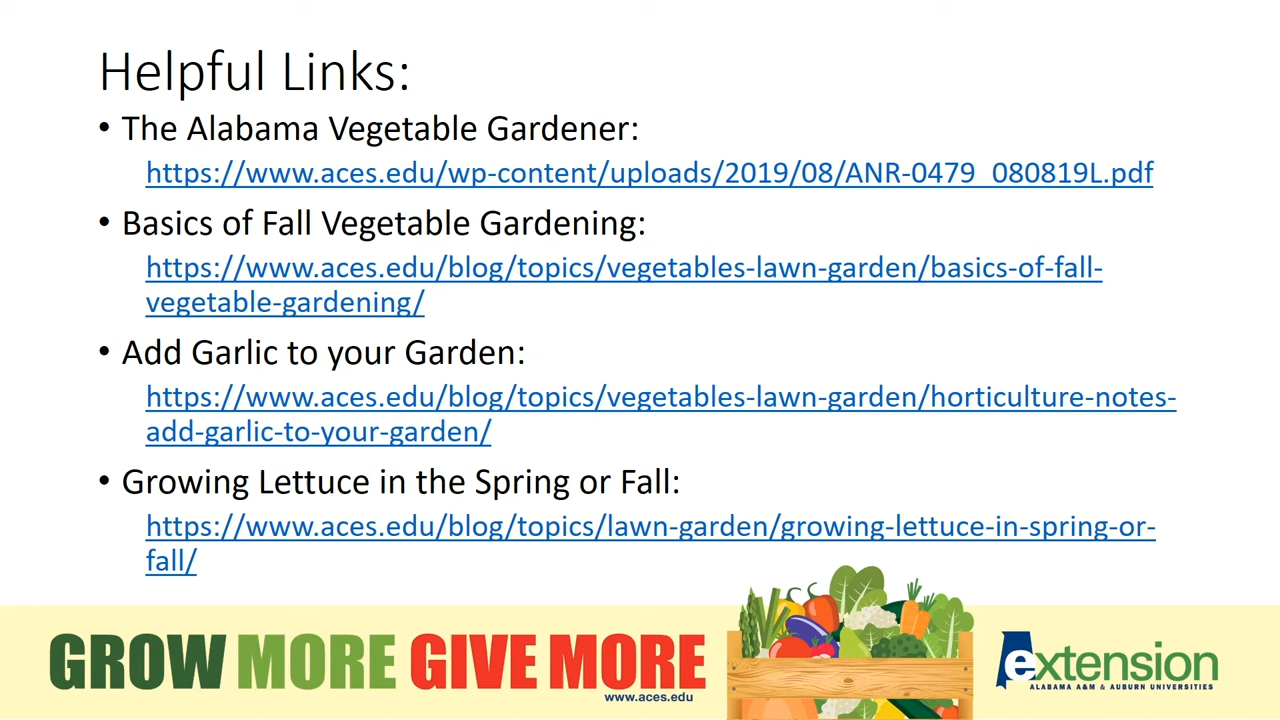 Helpful Links:
• The Alabama Vegetable Gardener:
https://www.aces.edu/wp-content/uploads/2019/08/ANR-0479_080819L.pdf
• Basics of Fall Vegetable Gardening:
https://www.aces.edu/blog/topics/vegetables-lawn-garden/basics-of-fall-
vegetable-gardening/
• Add Garlic to your Garden:
https://www.aces.edu/blog/topics/vegetables-lawn-garden/horticulture-notes-
add-garlic-to-your-garden/
• Growing Lettuce in the Spring or Fall:
https://www.aces.edu/blog/topics/lawn-garden/growing-lettuce-in-spring-or-
fall/
GROW MORE GIVE MORE
www.aces.edu
extension
ALABAMA A&M & AUBURN UNIVERSITIES